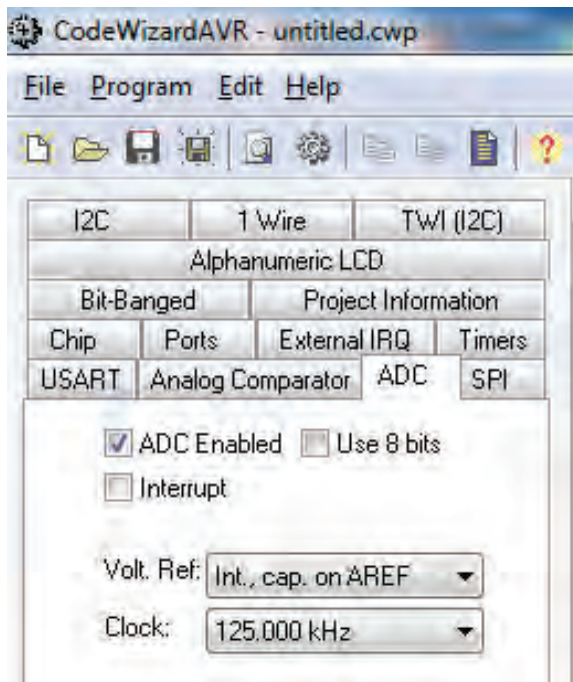 CodeWizardAVR - untitled.cwp
File Program Edit Help
?
I2C 1 Wire TWI (I2C)
Alphanumeric LCD
Bit-Banged Project Information
Chip Ports External IRQ Timers
USART Analog Comparator ADC SPI
ADC Enabled Use 8 bits
Interrupt
Volt. Ref: Int., cap. on AREF
Clock: 125.000 kHz